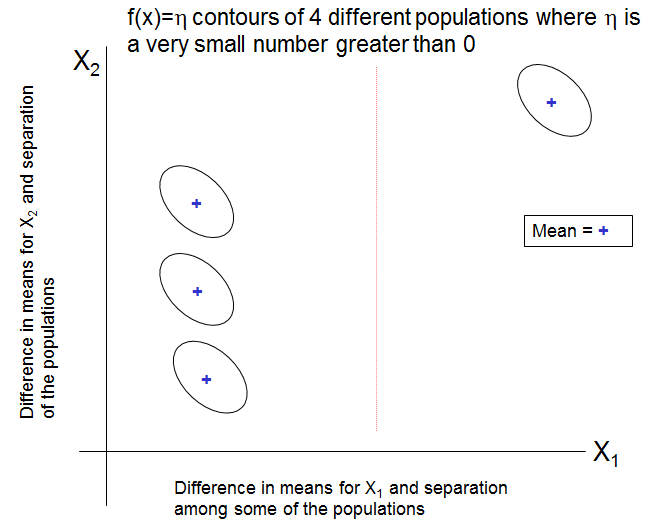 f(x)=η contours of 4 different populations where η is
a very small number greater than 0
X₂
Difference in means for X₂ and separation
of the populations
Mean = +
X₁
Difference in means for X₁ and separation
among some of the populations